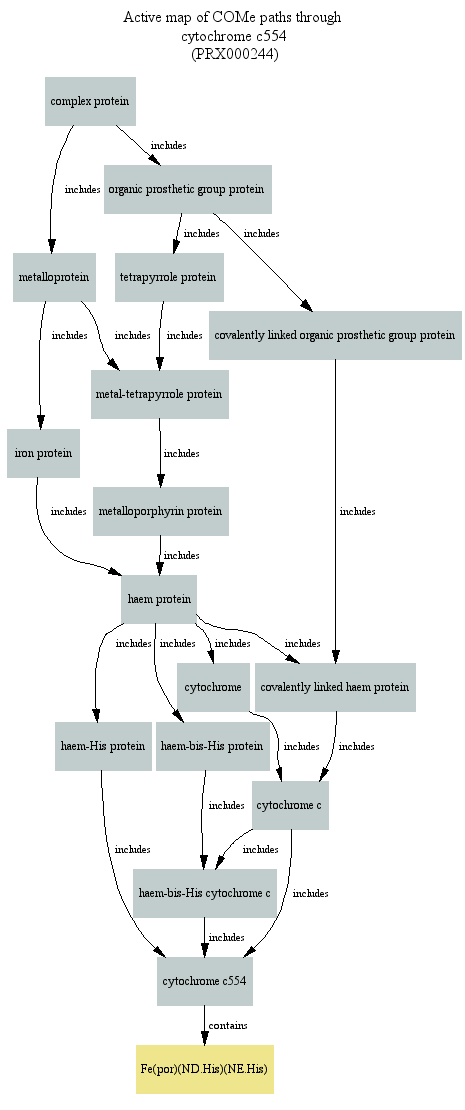 Active map of COMe paths through
cytochrome c554
(PRX000244)
complex protein
includes
includes
organic prosthetic group protein
includes
includes
metalloprotein
tetrapyrrole protein
covalently linked organic prosthetic group protein
includes
includes
includes
metal-tetrapyrrole protein
iron protein
includes
metalloporphyrin protein
includes
includes
includes
haem protein
includes
includes
includes
includes
cytochrome
covalently linked haem protein
haem-His protein
haem-bis-His protein
includes
includes
cytochrome c
includes
includes
includes
includes
haem-bis-His cytochrome c
includes
cytochrome c554
contains
Fe(por)(ND.His)(NE.His)